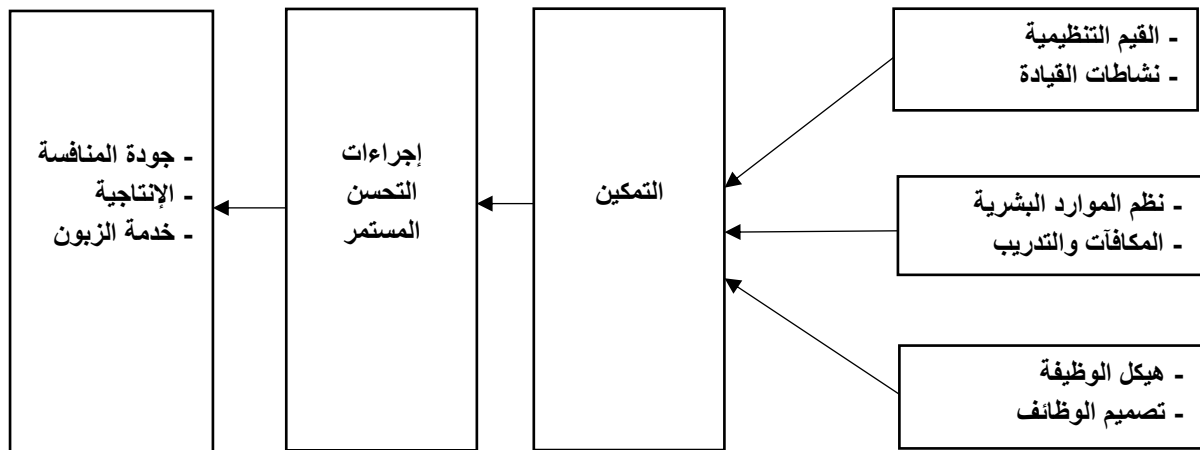 - القيم التنظيمية
- نشاطات القيادة
- نظم الموارد البشرية
- المكافآت والتدريب
- هيكل الوظيفة
- تصميم الوظائف
التمكين
إجراءات
التحسن
المستمر
- جودة المنافسة
- الإنتاجية
- خدمة الزبون